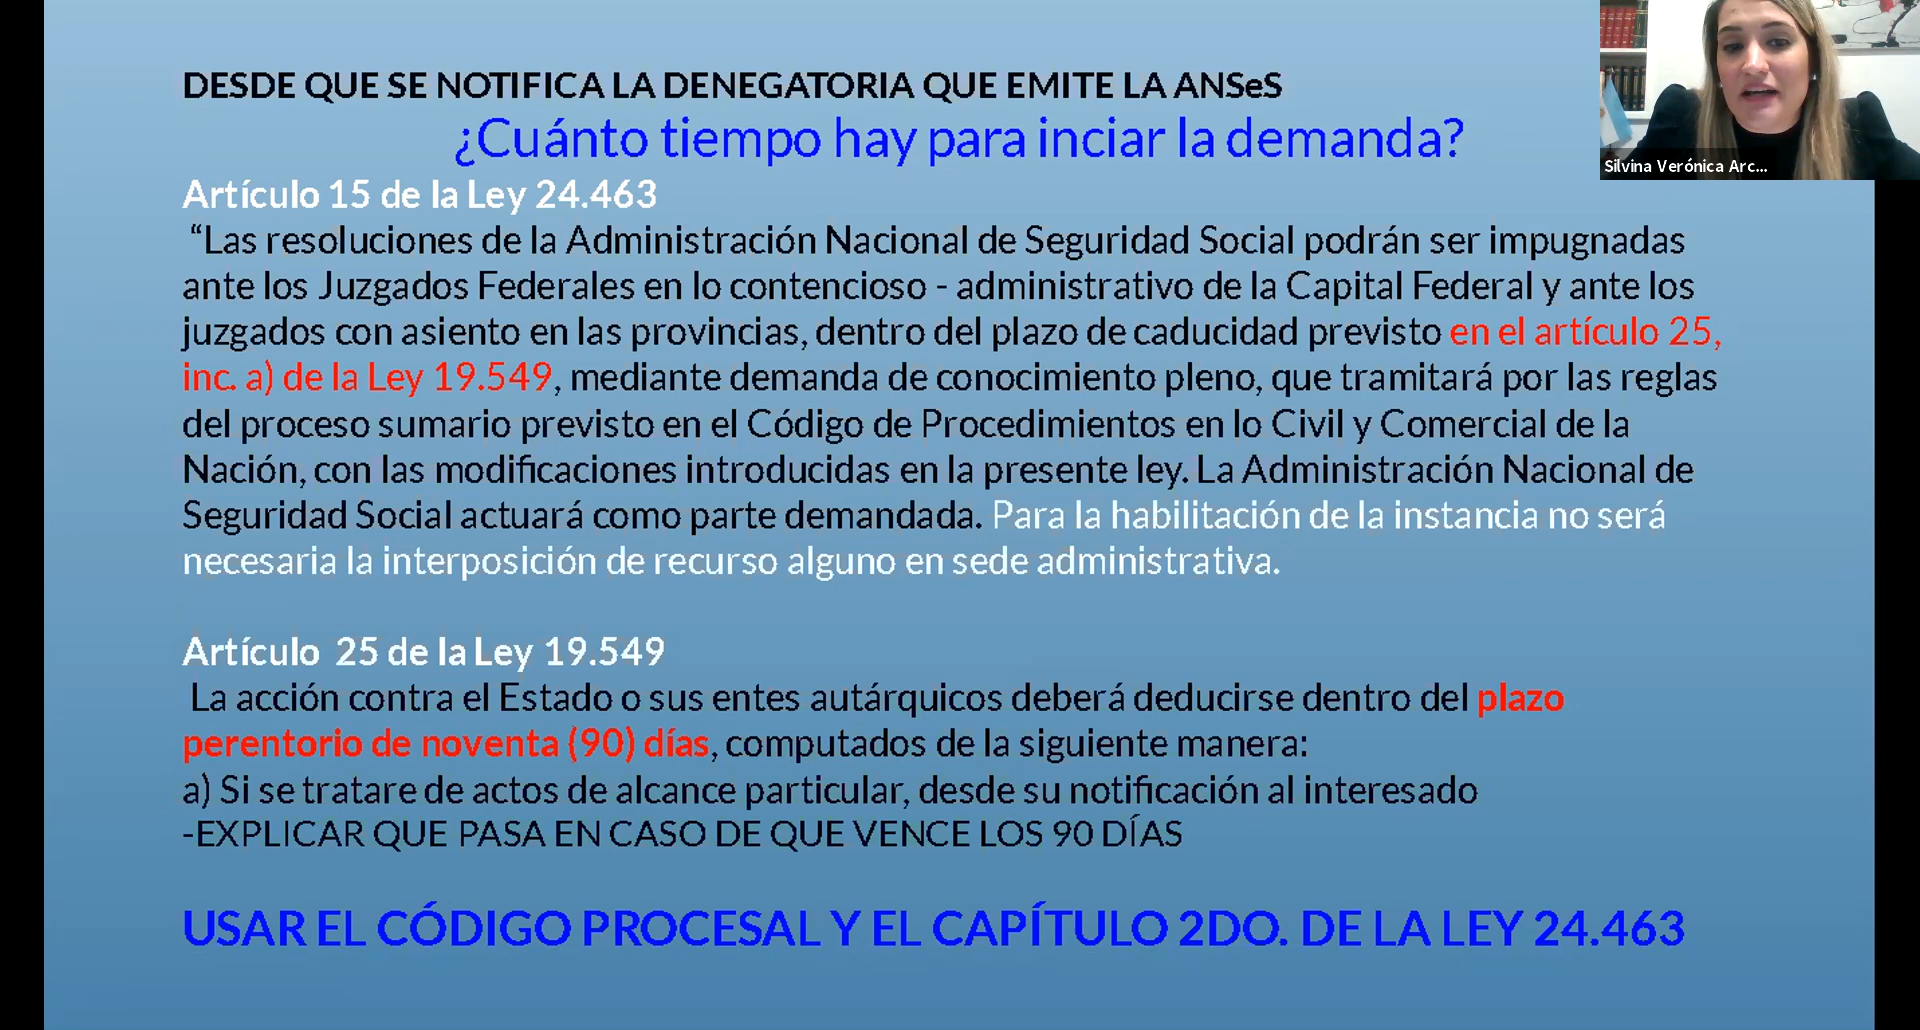 DESDE QUE SE NOTIFICA LA DENEGATORIA QUE EMITE LA ANSeS
¿Cuánto tiempo hay para inciar la demanda?
Silvina Verónica Arc...
Artículo 15 de la Ley 24.463
“Las resoluciones de la Administración Nacional de Seguridad Social podrán ser impugnadas
ante los Juzgados Federales en lo contencioso - administrativo de la Capital Federal y ante los
juzgados con asiento en las provincias, dentro del plazo de caducidad previsto en el artículo 25,
inc. a) de la Ley 19.549, mediante demanda de conocimiento pleno, que tramitará por las reglas
del proceso sumario previsto en el Código de Procedimientos en lo Civil y Comercial de la
Nación, con las modificaciones introducidas en la presente ley. La Administración Nacional de
Seguridad Social actuará como parte demandada. Para la habilitación de la instancia no será
necesaria la interposición de recurso alguno en sede administrativa.
Artículo 25 de la Ley 19.549
La acción contra el Estado o sus entes autárquicos deberá deducirse dentro del plazo
perentorio de noventa (90) días, computados de la siguiente manera:
a) Si se tratare de actos de alcance particular, desde su notificación al interesado
-EXPLICAR QUE PASA EN CASO DE QUE VENCE LOS 90 DÍAS
USAR EL CÓDIGO PROCESAL Y EL CAPÍTULO 2DO. DE LA LEY 24.463